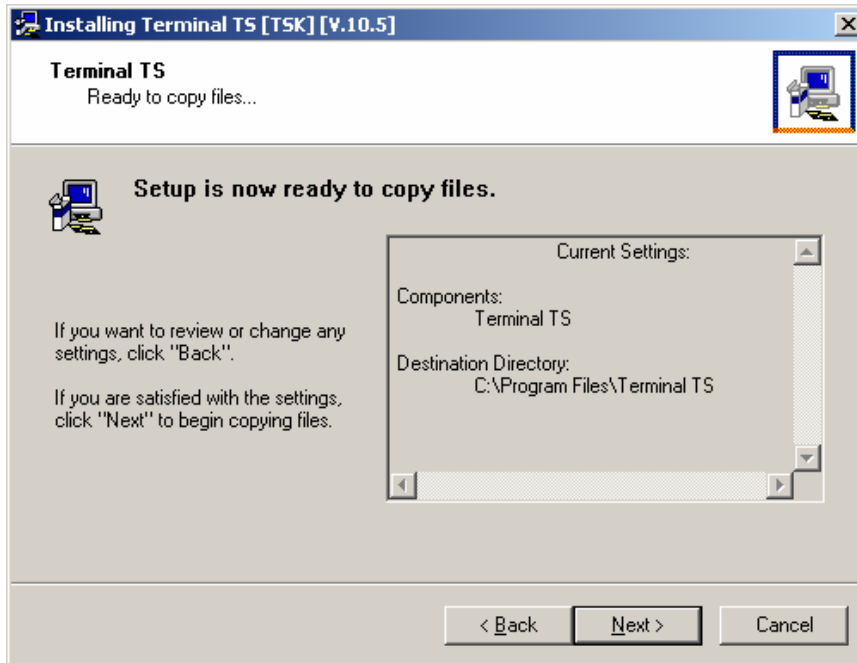 Installing Terminal TS [TSK] [V.10.5]
Terminal TS
Ready to copy files...
Setup is now ready to copy files.
Current Settings:
Components:
Terminal TS
Destination Directory:
C:\Program Files\Terminal TS
If you want to review or change any
settings, click "Back".
If you are satisfied with the settings,
click "Next" to begin copying files.
< Back
Next >
Cancel